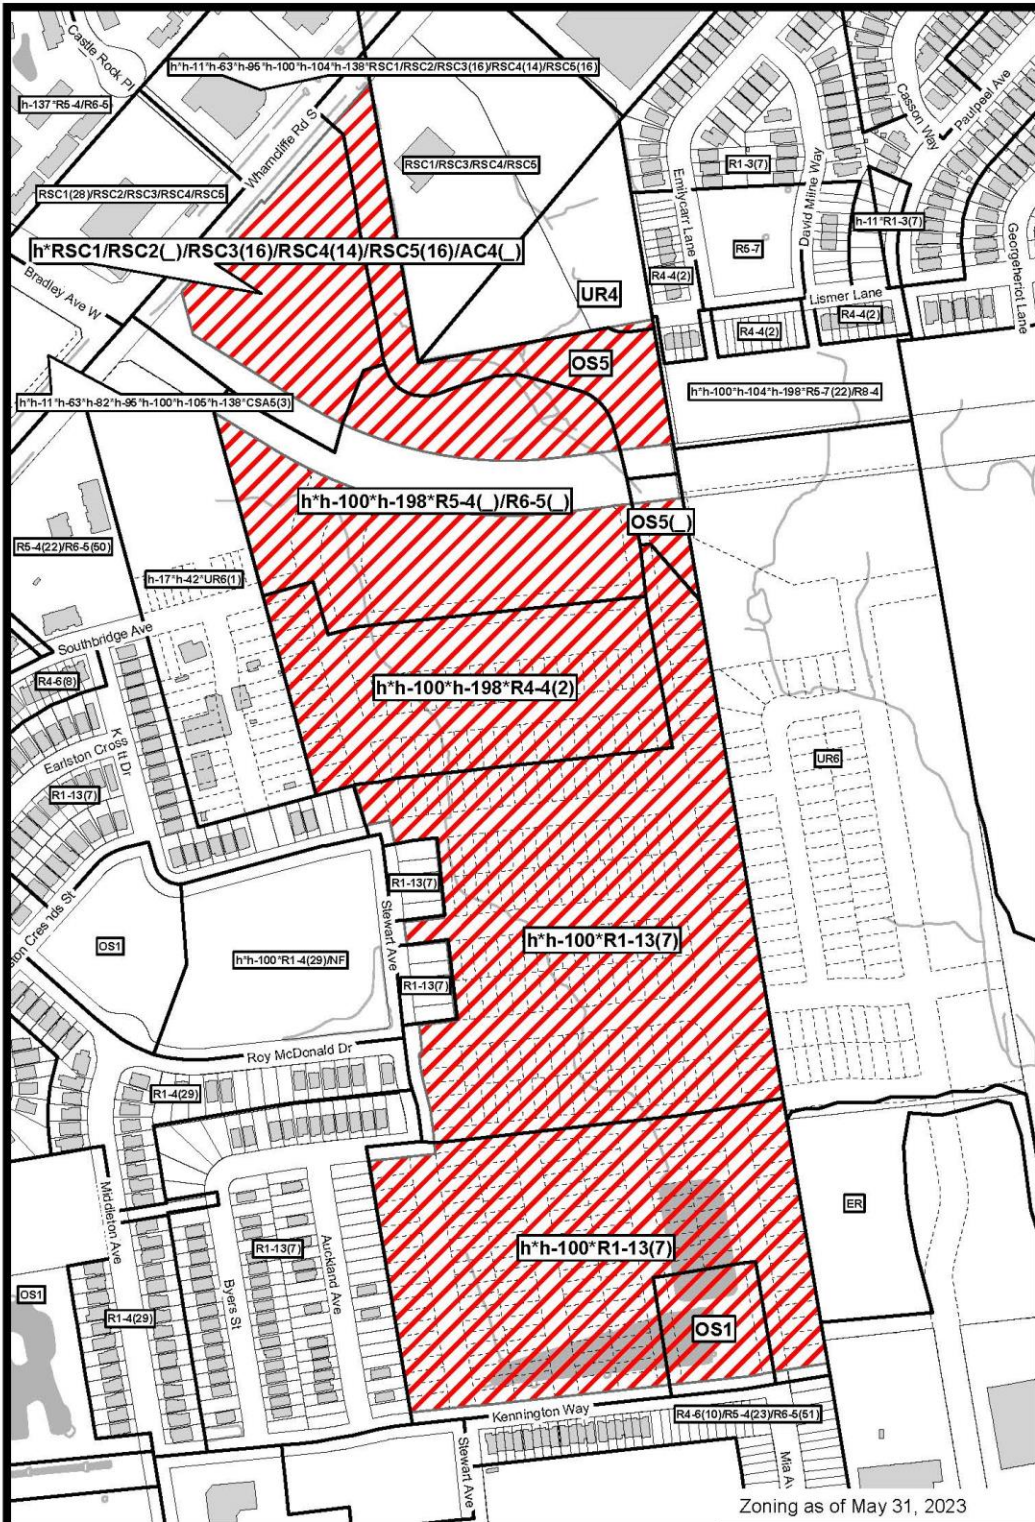 Castle Rock Pl
h*h-11*h-63*h-95*h-100*h-104*h-138*RSC1/RSC2/RSC3(16)/RSC4(14)/RSC5(16)
h-137*R5-4/R6-5
Wharncliffe Rd S
Casson Way
Paulpeel Ave
RSC1/RSC3/RSC4/RSC5
R1-3(7)
RSC1(28)/RSC2/RSC3/RSC4/RSC5
Emilycarr Lane
David Milne Way
h-11*R1-3(7)
Georgeheriot Lane
h*RSC1/RSC2(_)/RSC3(16)/RSC4(14)/RSC5(16)/AC4(_)
R5-7
Bradley Ave W
R4-4(2)
UR4
Lismer Lane
R4-4(2)
R4-4(2)
OS5
h*h-11*h-63*h-82*h-95*h-100*h-105*h-138*CSA5(3)
h*h-100*h-104*h-198*R5-7(22)/R8-4
h*h-100*h-198*R5-4(_)/R6-5(_)
OS5(_)
R5-4(22)/R6-5(50)
h-17*h-42*UR6(1)
Southbridge Ave
R4-6(8)
h*h-100*h-198*R4-4(2)
Earlston Cross
UR6
R1-13(7)
R1-13(7)
Stewart Ave
OS1
h*h-100*R1-4(29)/NF
h*h-100*R1-13(7)
R1-13(7)
Roy McDonald Dr
R1-4(29)
Middleton Ave
ER
R1-13(7)
Auckland Ave
h*h-100*R1-13(7)
Byers St
OS1
R1-4(29)
OS1
Kennington Way
R4-6(10)/R5-4(23)/R6-5(51)
Stewart Ave
Zoning as of May 31, 2023